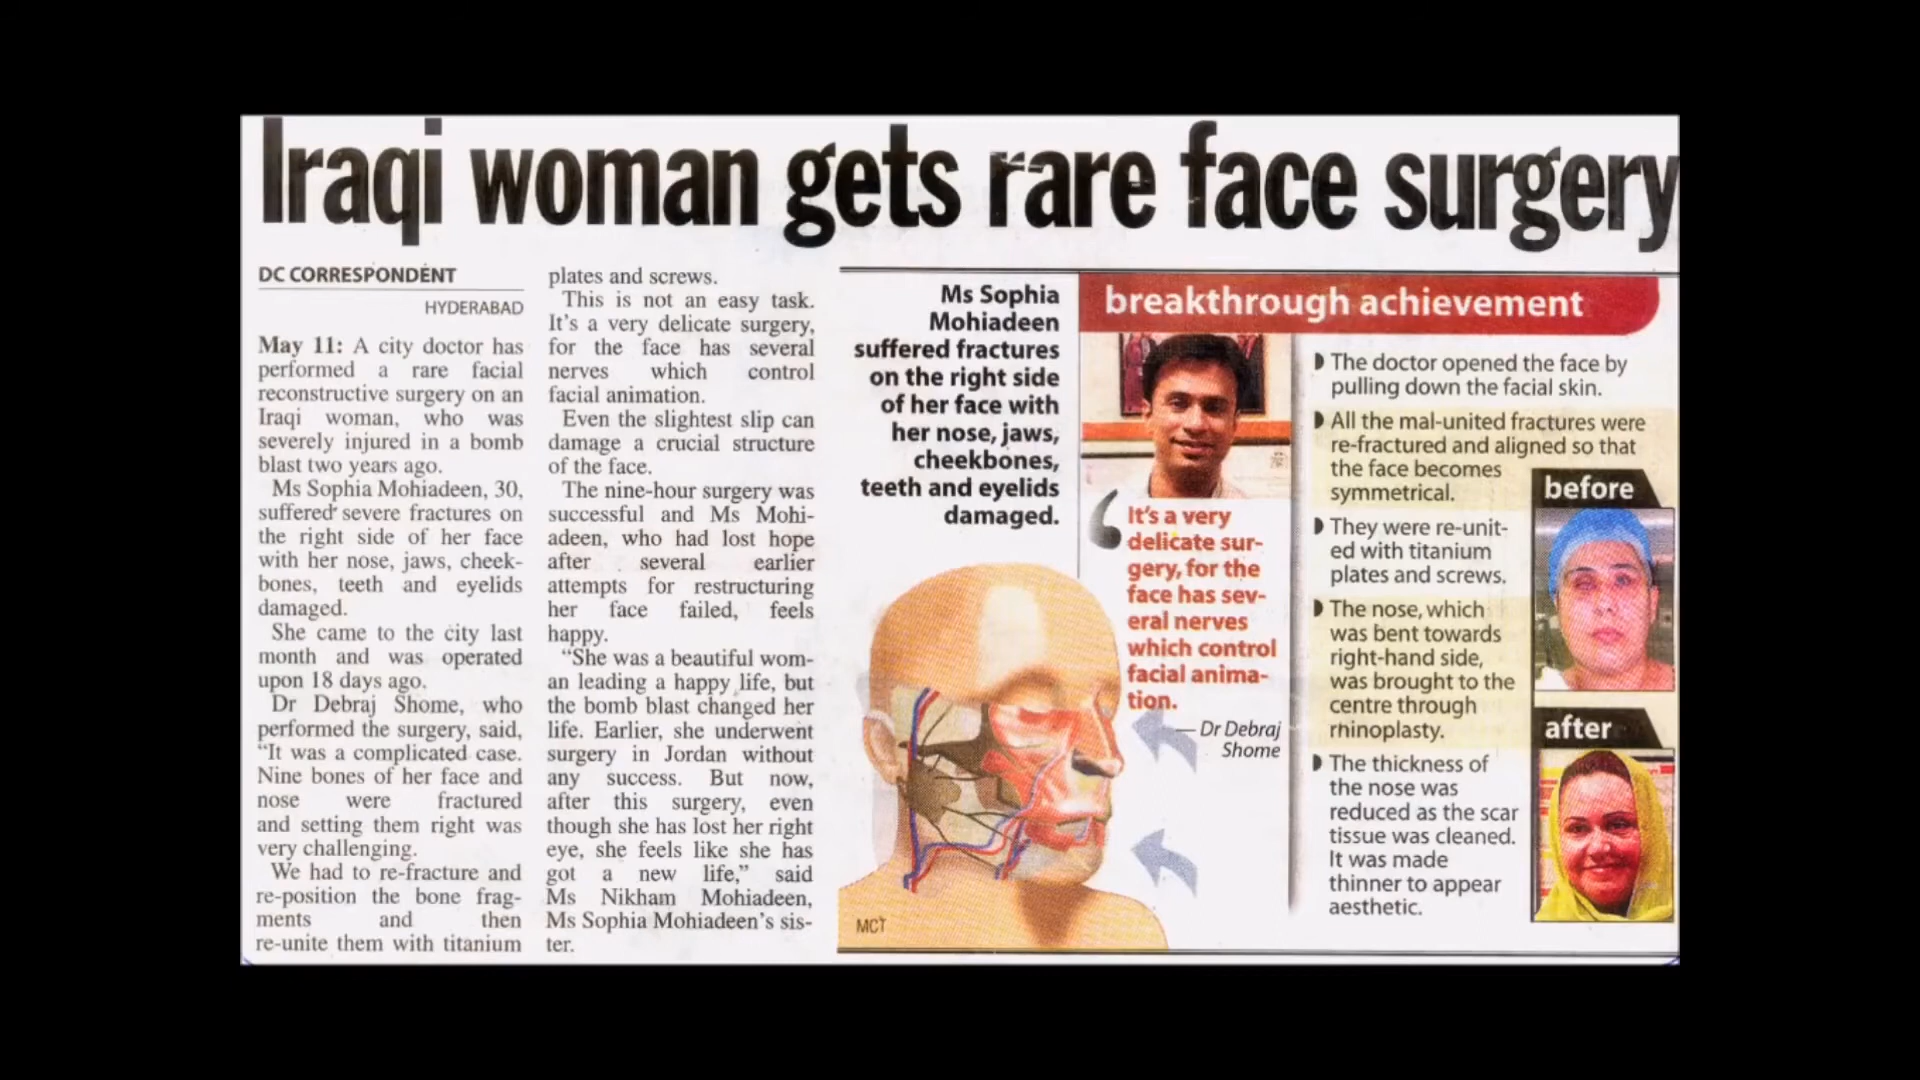 Iraqi woman gets rare face surgery
DC CORRESPONDENT
HYDERABAD
May 11: A city doctor has
performed a rare facial
reconstructive surgery on an
Iraqi woman, who was
severely injured in a bomb
blast two years ago.
Ms Sophia Mohiadeen, 30,
suffered severe fractures on
the right side of her face
with her nose, jaws, cheek-
bones, teeth and eyelids
damaged.
She came to the city last
month and was operated
upon 18 days ago.
Dr Debraj Shome, who
performed the surgery, said,
“It was a complicated case.
Nine bones of her face and
nose were fractured
and setting them right was
very challenging.
We had to re-fracture and
re-position the bone frag-
ments and then
re-unite them with titanium
plates and screws.
This is not an easy task.
It’s a very delicate surgery,
for the face has several
nerves which control
facial animation.
Even the slightest slip can
damage a crucial structure
of the face.
The nine-hour surgery was
successful and Ms Mohi-
adeen, who had lost hope
after several earlier
attempts for restructuring
her face failed, feels
happy.
“She was a beautiful wom-
an leading a happy life, but
the bomb blast changed her
life. Earlier, she underwent
surgery in Jordan without
any success. But now,
after this surgery, even
though she has lost her right
eye, she feels like she has
got a new life,” said
Ms Nikham Mohiadeen,
Ms Sophia Mohiadeen’s sis-
ter.
Ms Sophia
Mohiadeen
suffered fractures
on the right side
of her face with
her nose, jaws,
cheekbones,
teeth and eyelids
damaged.
MCT
breakthrough achievement
‘It’s a very
delicate sur-
gery, for the
face has sev-
eral nerves
which control
facial anima-
tion.
— Dr Debraj
Shome
The doctor opened the face by
pulling down the facial skin.
All the mal-united fractures were
re-fractured and aligned so that
the face becomes
symmetrical.
They were re-unit-
ed with titanium
plates and screws.
The nose, which
was bent towards
right-hand side,
was brought to the
centre through
rhinoplasty.
The thickness of
the nose was
reduced as the scar
tissue was cleaned.
It was made
thinner to appear
aesthetic.
before
after